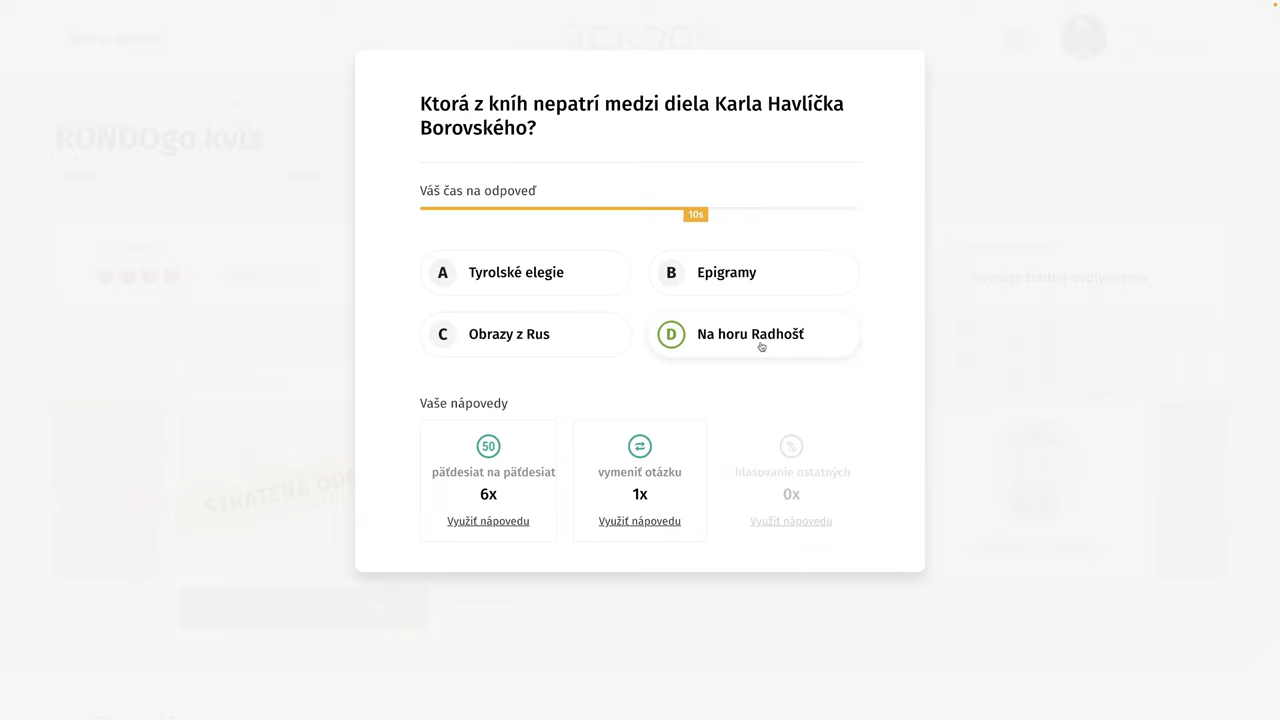 RONDOgo kvíz
Ktorá z kníh nepatrí medzi diela Karla Havlíčka
Borovského?
Váš čas na odpoveď
10s
A Tyrolské elegie
B Epigramy
C Obrazy z Rus
D Na horu Radhošť
Vaše nápovedy
50
päťdesiat na päťdesiat
6x
Využiť nápovedu
vymeniť otázku
1x
Využiť nápovedu
%
hlasovanie ostatných
0x
Využiť nápovedu